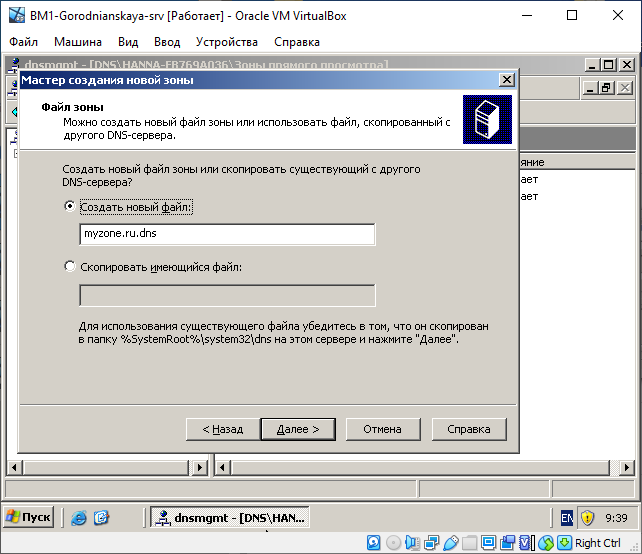 BM1-Gorodnianskaya-srv [Работает] - Oracle VM VirtualBox
Файл Машина Вид Ввод Устройства Справка
dnsmgmt - [DNS\HANNA-FB769A036\Зоны прямого просмотра]
Мастер создания новой зоны
Файл зоны
Можно создать новый файл зоны или использовать файл, скопированный с
другого DNS-сервера.
яние
ает
ает
Создать новый файл зоны или скопировать существующий с другого
DNS-сервера?
Создать новый файл:
myzone.ru.dns
Скопировать имеющийся файл:
Для использования существующего файла убедитесь в том, что он скопирован
в папку %SystemRoot%\system32\dns на этом сервере и нажмите "Далее".
< Назад Далее > Отмена Справка
Пуск dnsmgmt - [DNS\HAN... EN 9:39
Right Ctrl